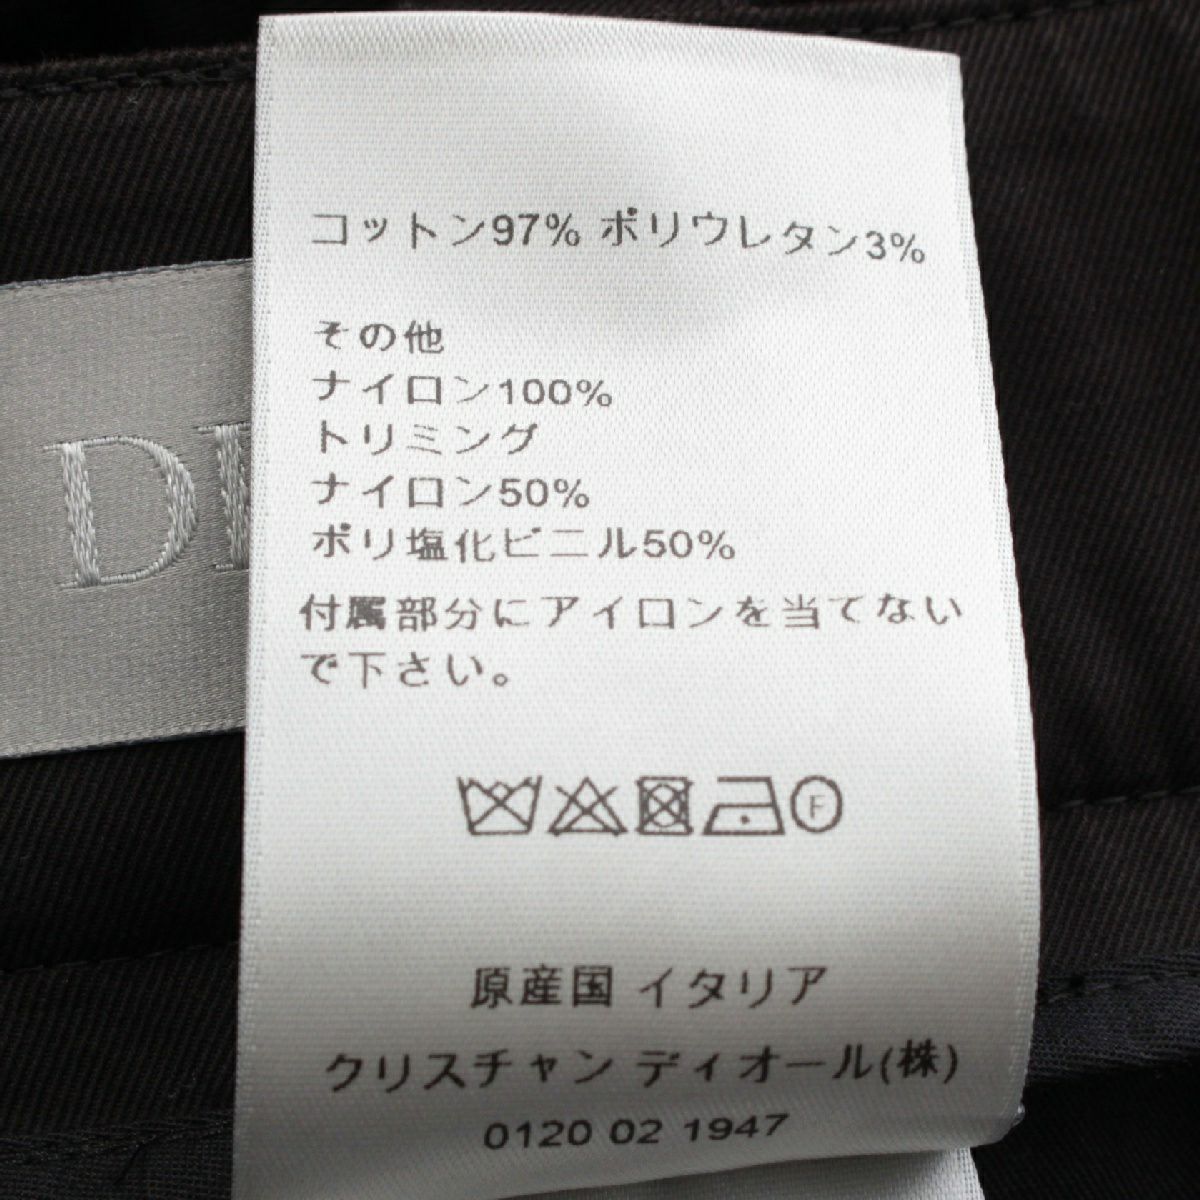 コットン97% ポリウレタン3%
その他
ナイロン100%
トリミング
ナイロン50%
ポリ塩化ビニル50%
付属部分にアイロンを当てない
で下さい。
F
原産国 イタリア
クリスチャン ディオール(株)
0120 02 1947